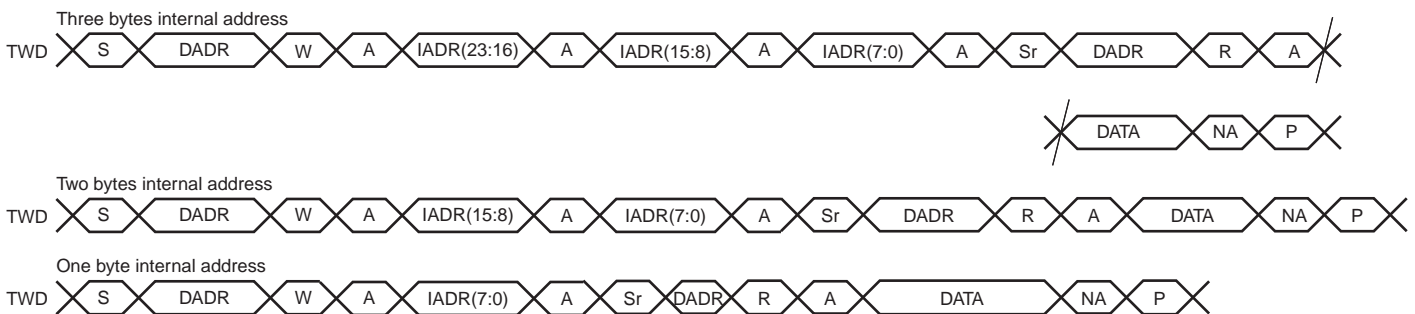 Three bytes internal address
TWD S DADR W A IADR(23:16) A IADR(15:8) A IADR(7:0) A Sr DADR R A
DATA NA P
Two bytes internal address
TWD S DADR W A IADR(15:8) A IADR(7:0) A Sr DADR R A DATA NA P
One byte internal address
TWD S DADR W A IADR(7:0) A Sr DADR R A DATA NA P